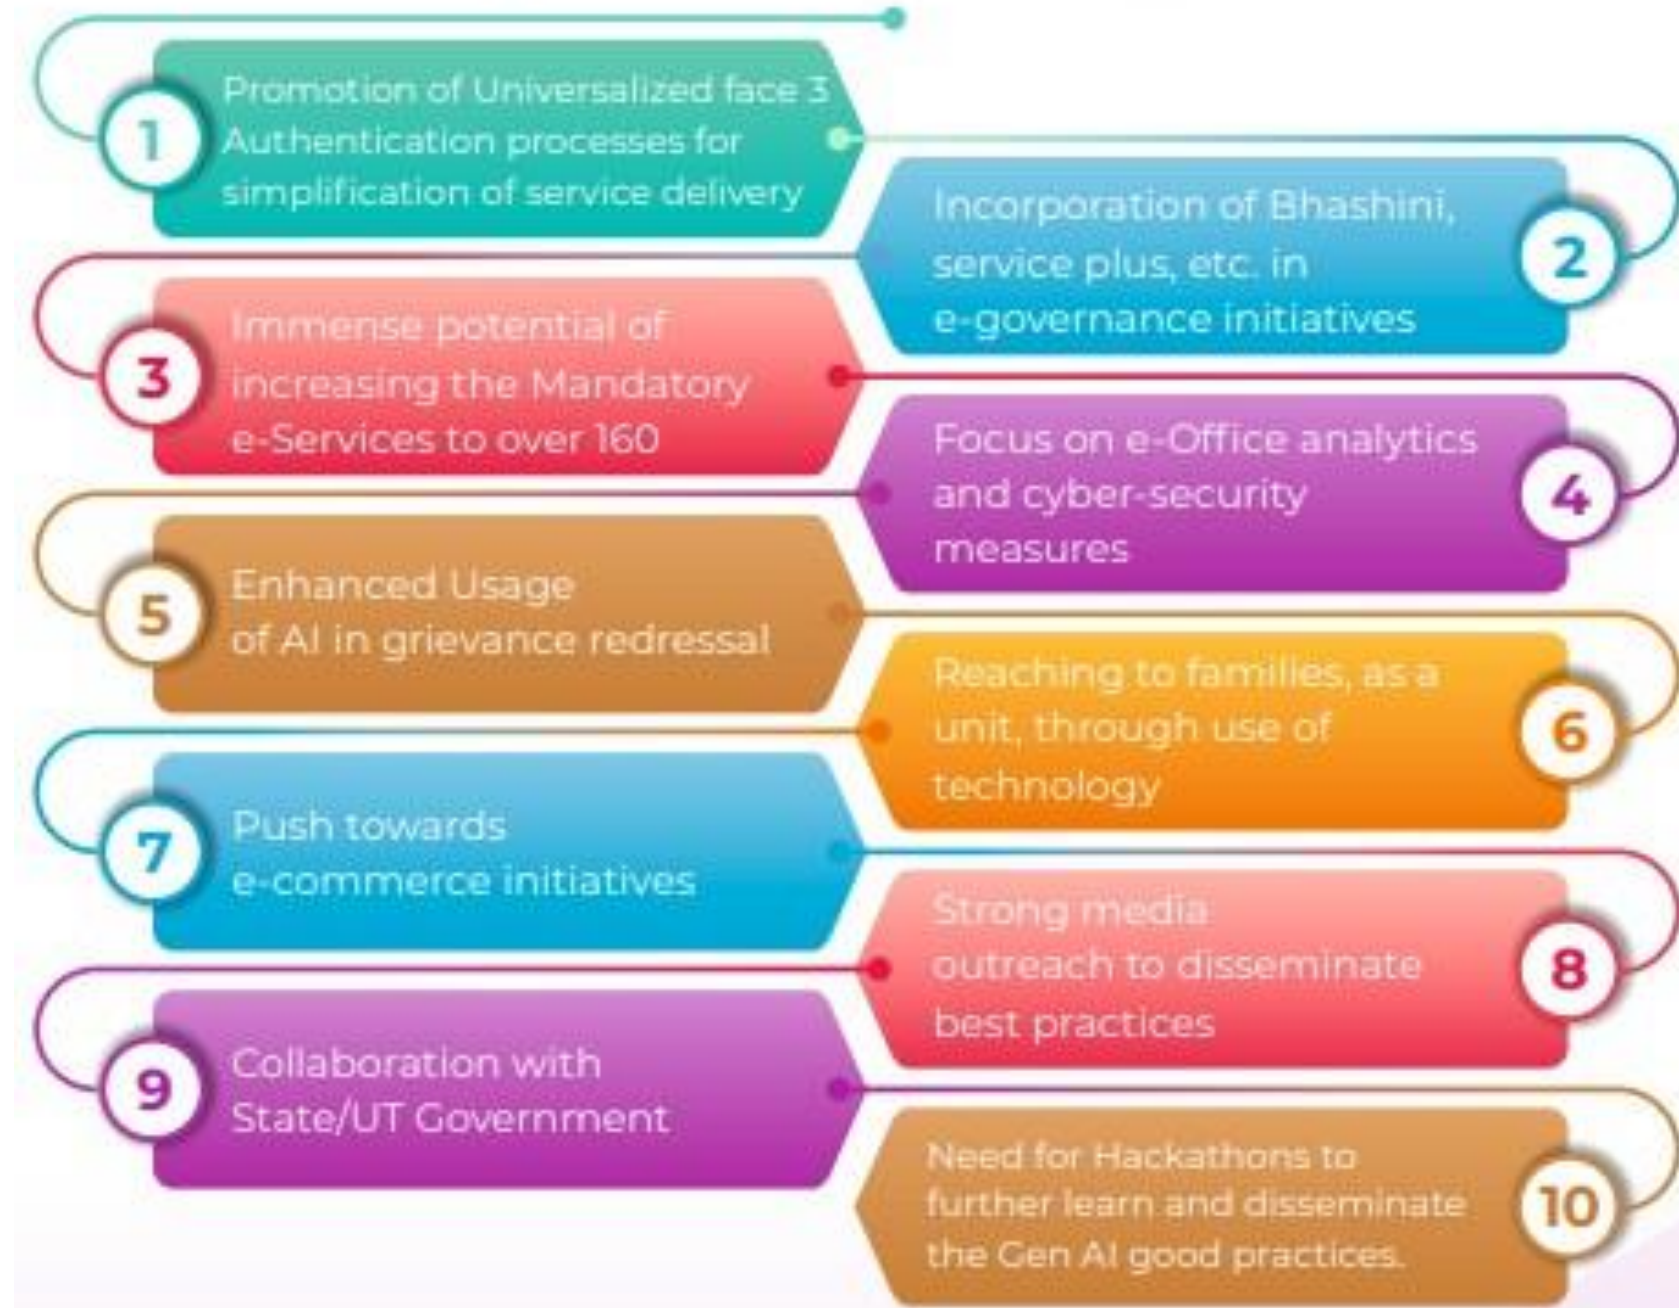 1
Promotion of Universalized face 3
Authentication processes for
simplification of service delivery
2
Incorporation of Bhashini,
service plus, etc. in
e-governance initiatives
3
Immense potential of
increasing the Mandatory
e-Services to over 160
4
Focus on e-Office analytics
and cyber-security
measures
5
Enhanced Usage
of AI in grievance redressal
6
Reaching to families, as a
unit, through use of
technology
7
Push towards
e-commerce initiatives
8
Strong media
outreach to disseminate
best practices
9
Collaboration with
State/UT Government
10
Need for Hackathons to
further learn and disseminate
the Gen AI good practices.